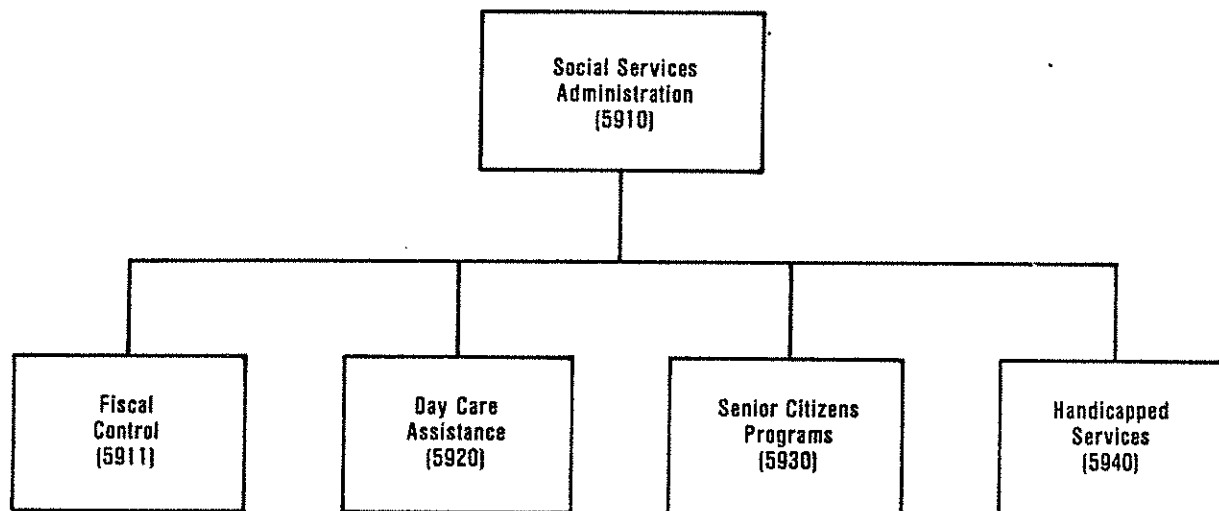 Social Services
Administration
(5910)
Fiscal
Control
(5911)
Day Care
Assistance
(5920)
Senior Citizens
Programs
(5930)
Handicapped
Services
(5940)